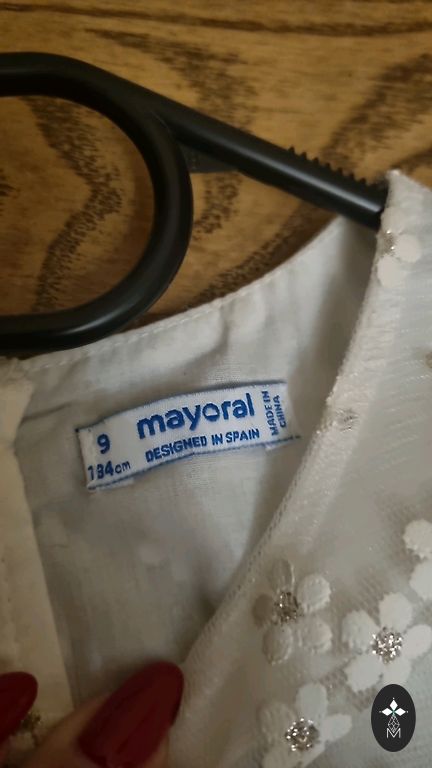 9
134cm
mayoral
DESIGNED IN SPAIN
MADE IN
CHINA
M